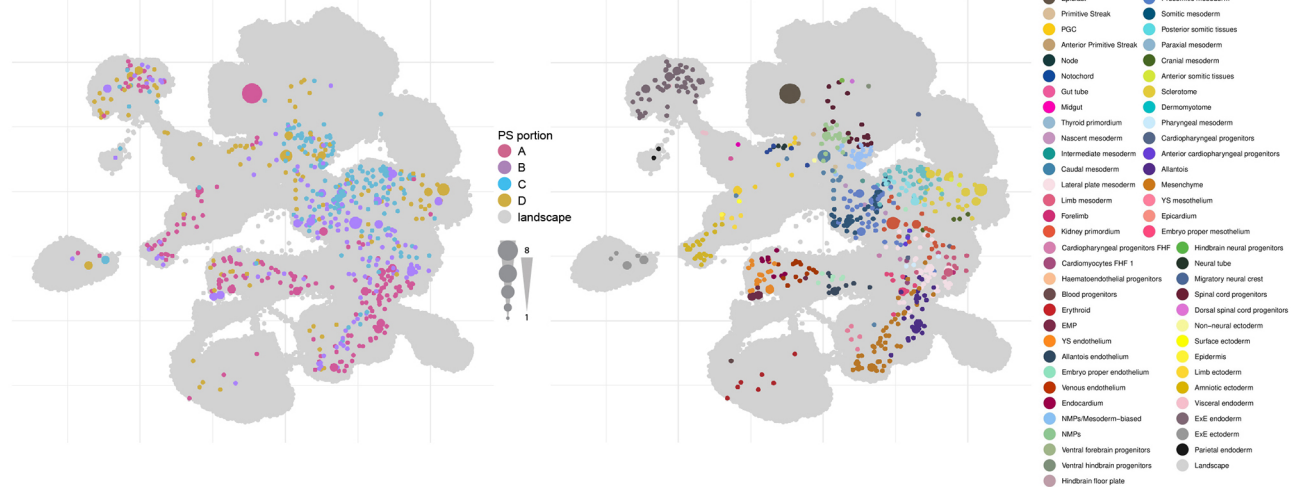 PS portion
A
B
C
D
landscape
8
1
Primitive Streak
PGC
Anterior Primitive Streak
Node
Notochord
Gut tube
Midgut
Thyroid primordium
Nascent mesoderm
Intermediate mesoderm
Caudal mesoderm
Lateral plate mesoderm
Limb mesoderm
Forelimb
Kidney primordium
Cardiopharyngeal progenitors FHF
Cardiomyocytes FHF 1
Haematoendothelial progenitors
Blood progenitors
Erythroid
EMP
YS endothelium
Allantois endothelium
Embryo proper endothelium
Venous endothelium
Endocardium
NMPs/Mesoderm−biased
NMPs
Ventral forebrain progenitors
Ventral hindbrain progenitors
Hindbrain floor plate
Somitic mesoderm
Posterior somitic tissues
Paraxial mesoderm
Cranial mesoderm
Anterior somitic tissues
Sclerotome
Dermomyotome
Pharyngeal mesoderm
Cardiopharyngeal progenitors
Anterior cardiopharyngeal progenitors
Allantois
Mesenchyme
YS mesothelium
Epicardium
Embryo proper mesothelium
Hindbrain neural progenitors
Neural tube
Migratory neural crest
Spinal cord progenitors
Dorsal spinal cord progenitors
Non−neural ectoderm
Surface ectoderm
Epidermis
Limb ectoderm
Amniotic ectoderm
Visceral endoderm
ExE endoderm
ExE ectoderm
Parietal endoderm
Landscape